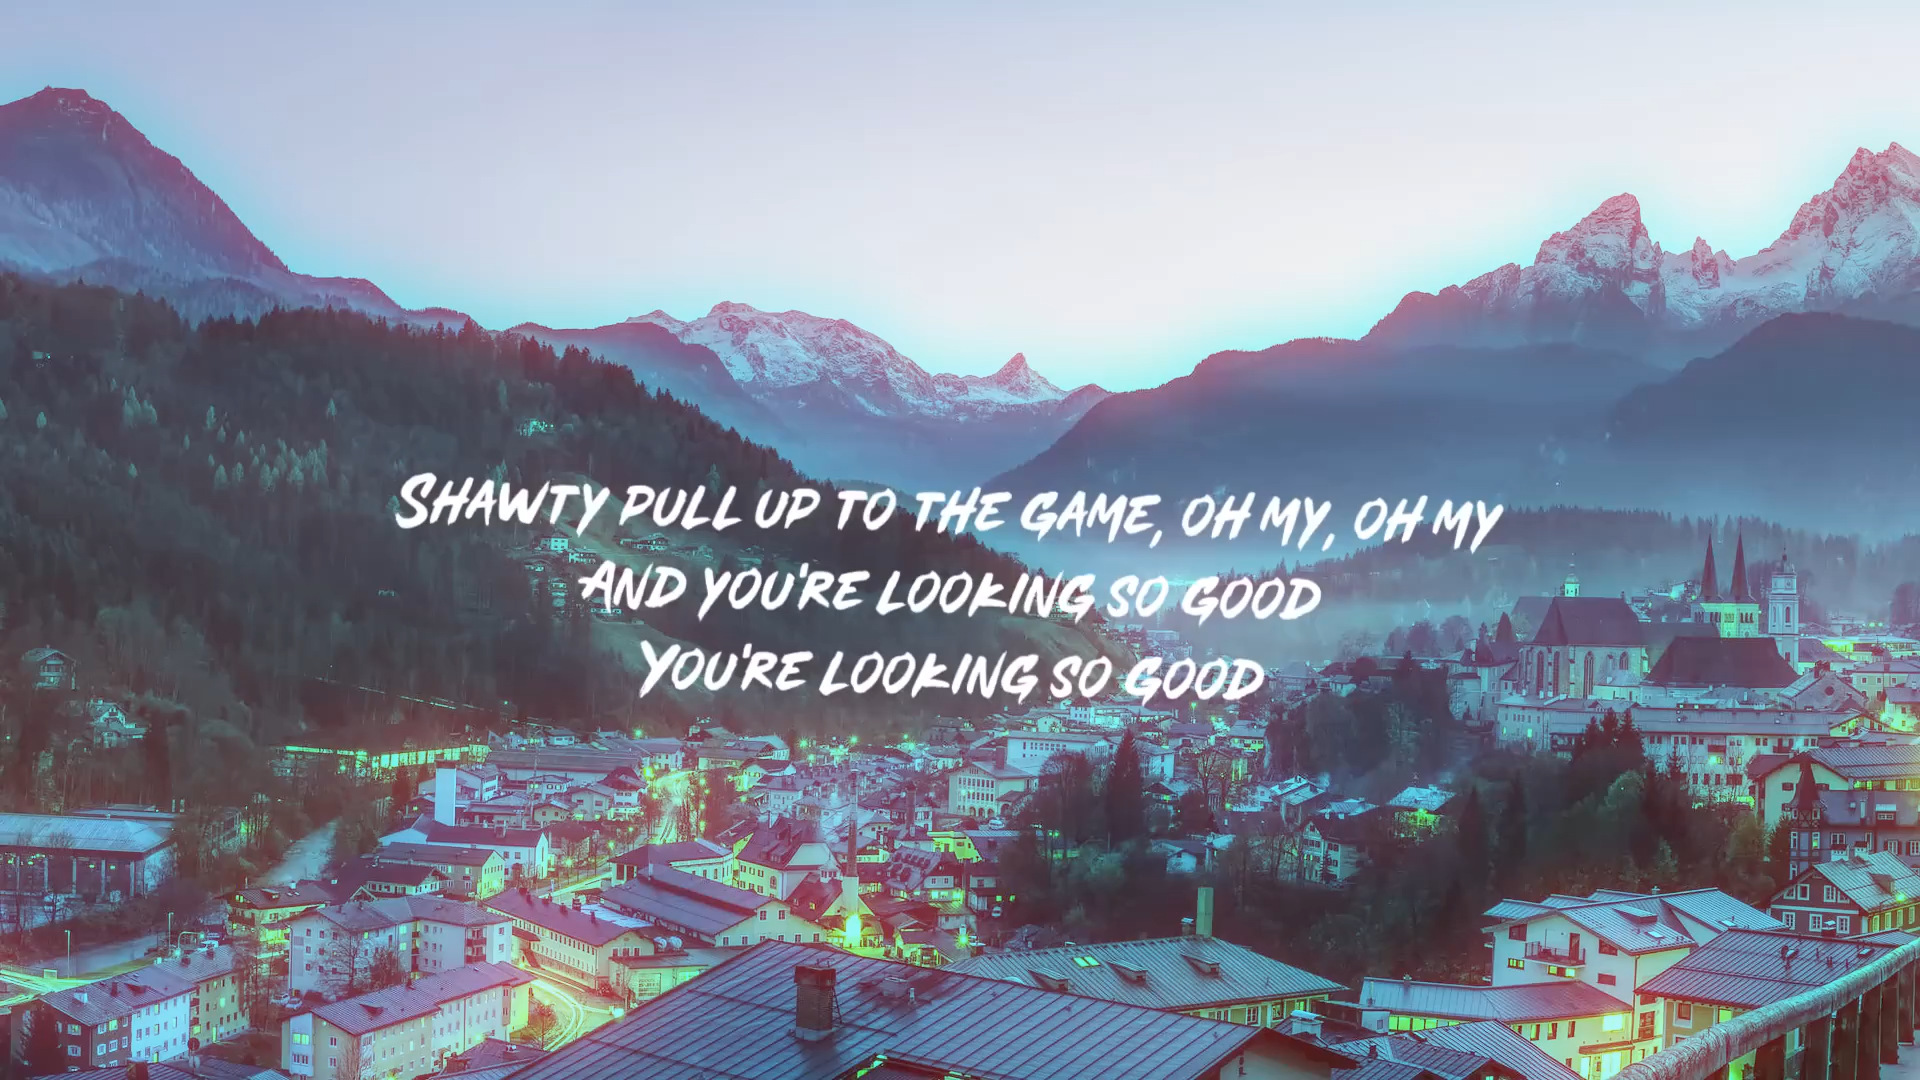 Shawty pull up to the game, oh my, oh my
And you're looking so good
You're looking so good